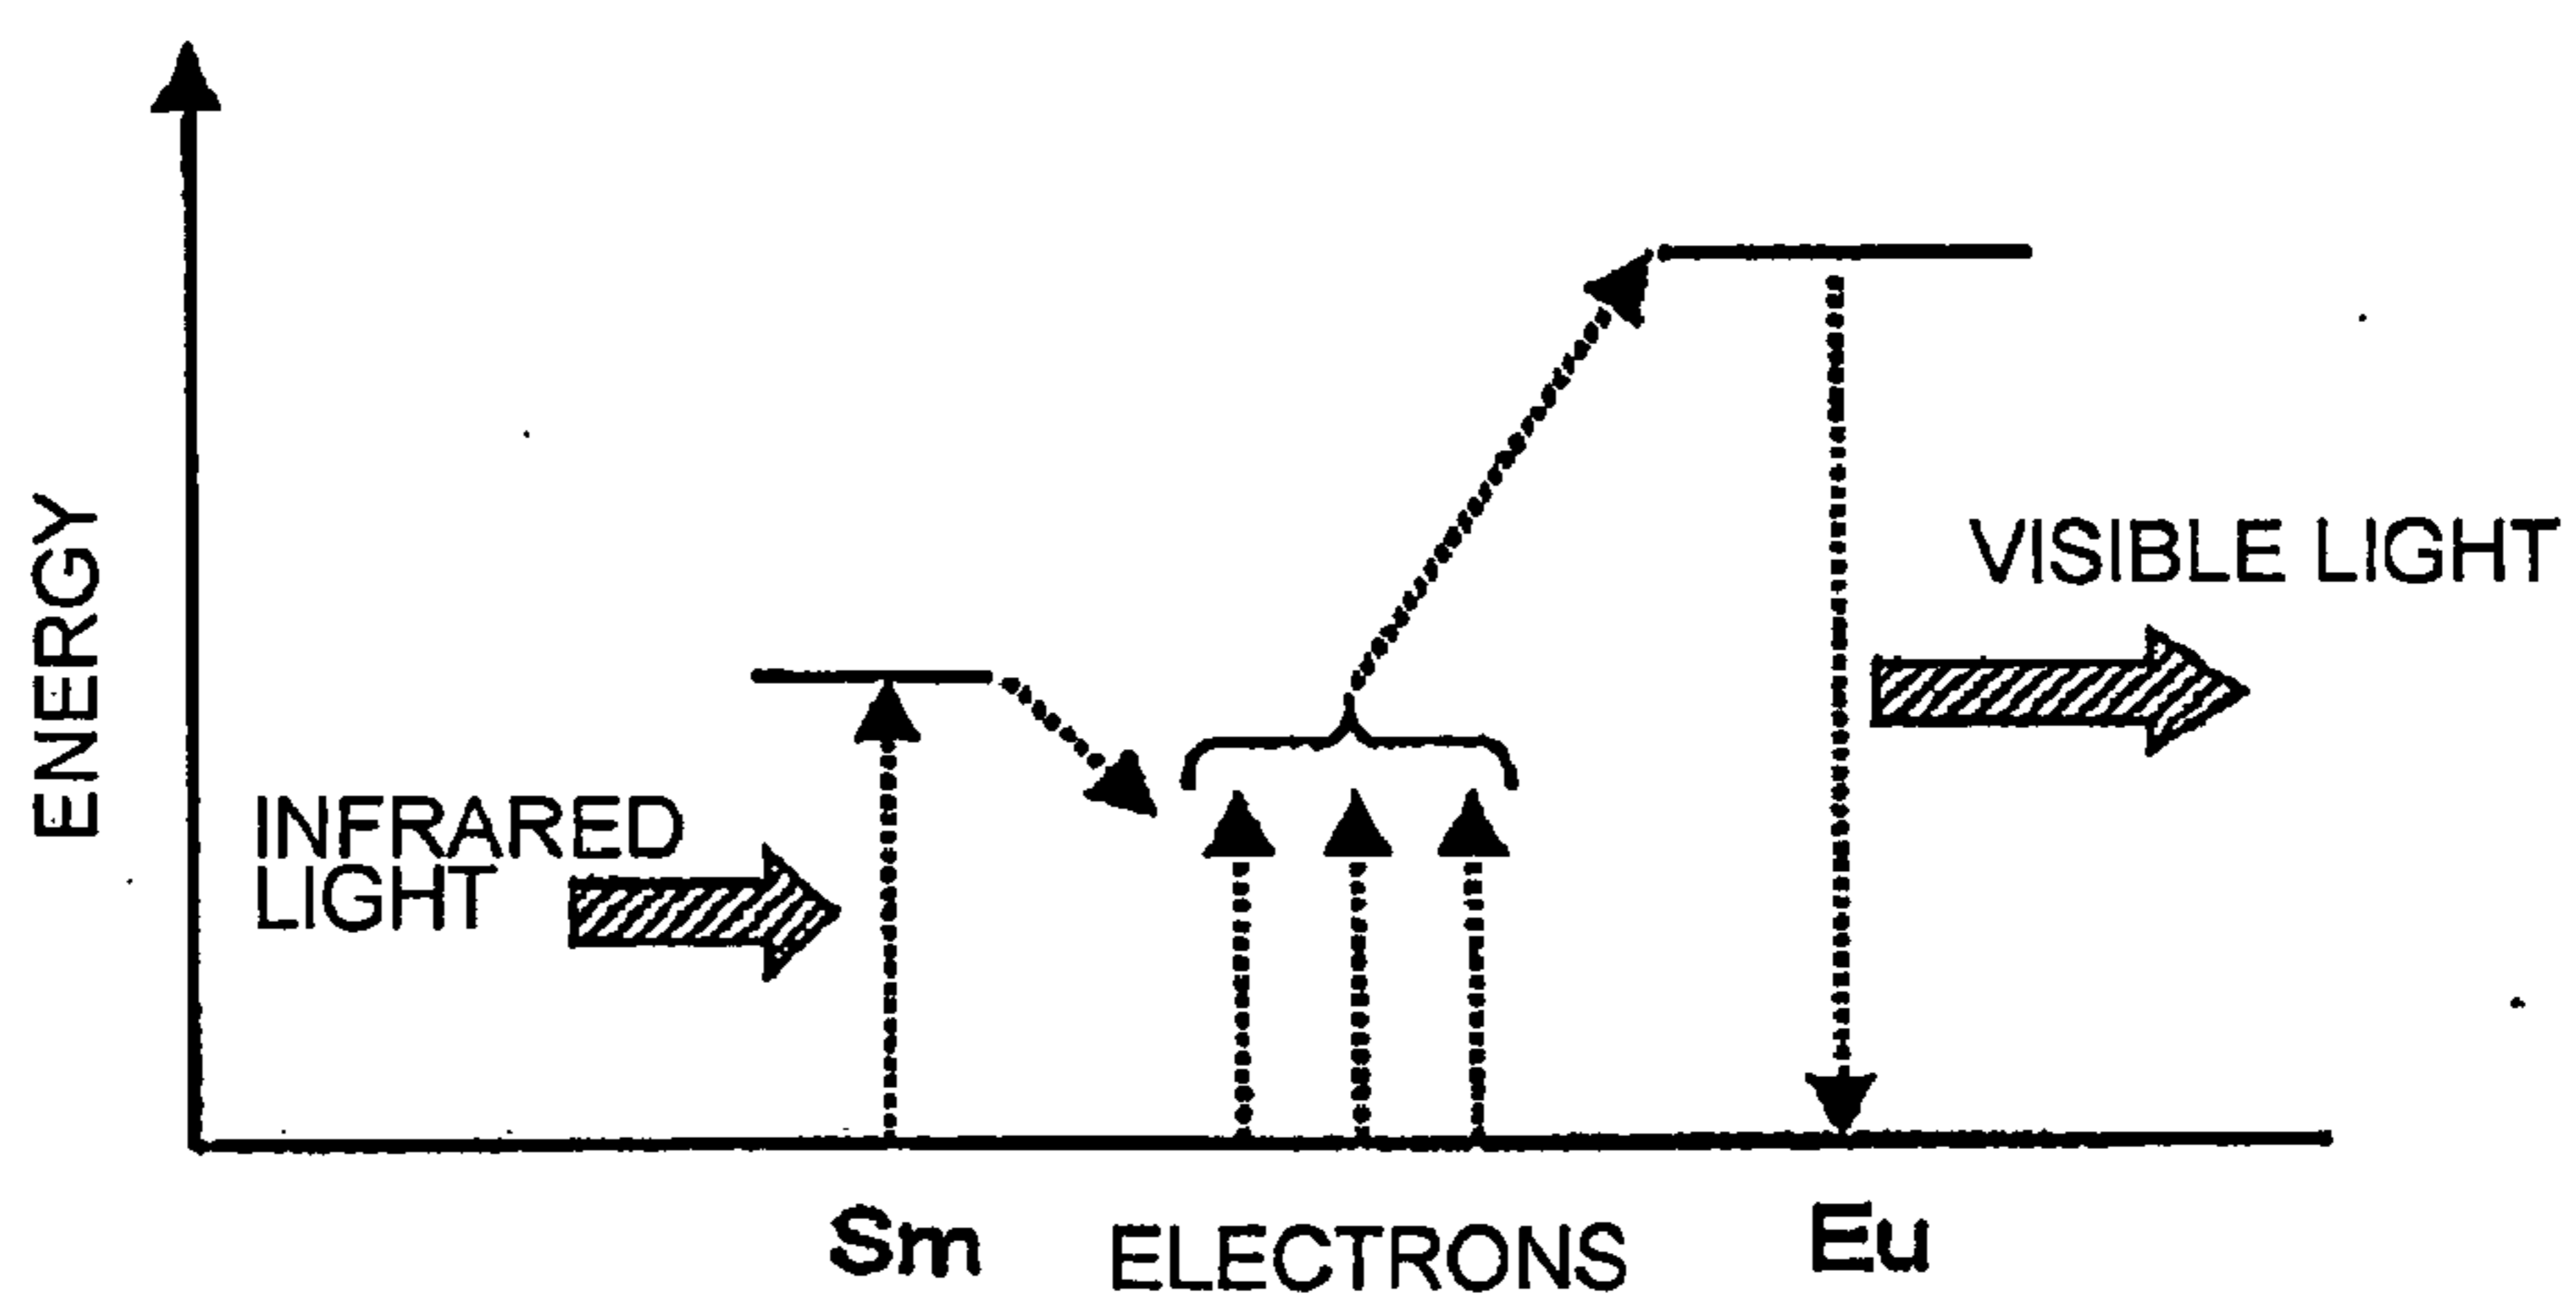 ENERGY
INFRARED
LIGHT
VISIBLE LIGHT
Sm
ELECTRONS
Eu